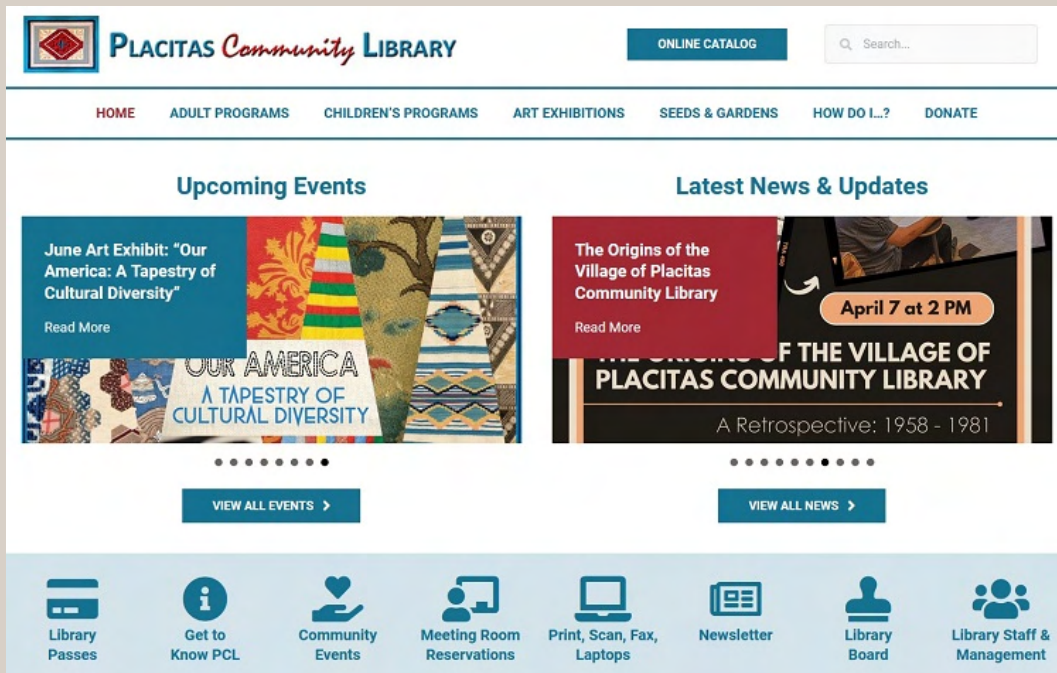 PLACITAS Community LIBRARY
ONLINE CATALOG
Search...
HOME
ADULT PROGRAMS
CHILDREN'S PROGRAMS
ART EXHIBITIONS
SEEDS & GARDENS
HOW DO I...?
DONATE
Upcoming Events
June Art Exhibit: “Our
America: A Tapestry of
Cultural Diversity”
Read More
OUR AMERICA
A TAPESTRY OF
CULTURAL DIVERSITY
VIEW ALL EVENTS
Latest News & Updates
The Origins of the
Village of Placitas
Community Library
Read More
April 7 at 2 PM
OF THE VILLAGE OF
PLACITAS COMMUNITY LIBRARY
A Retrospective: 1958 - 1981
VIEW ALL NEWS
Library
Passes
Get to
Know PCL
Community
Events
Meeting Room
Reservations
Print, Scan, Fax,
Laptops
Newsletter
Library
Board
Library Staff &
Management